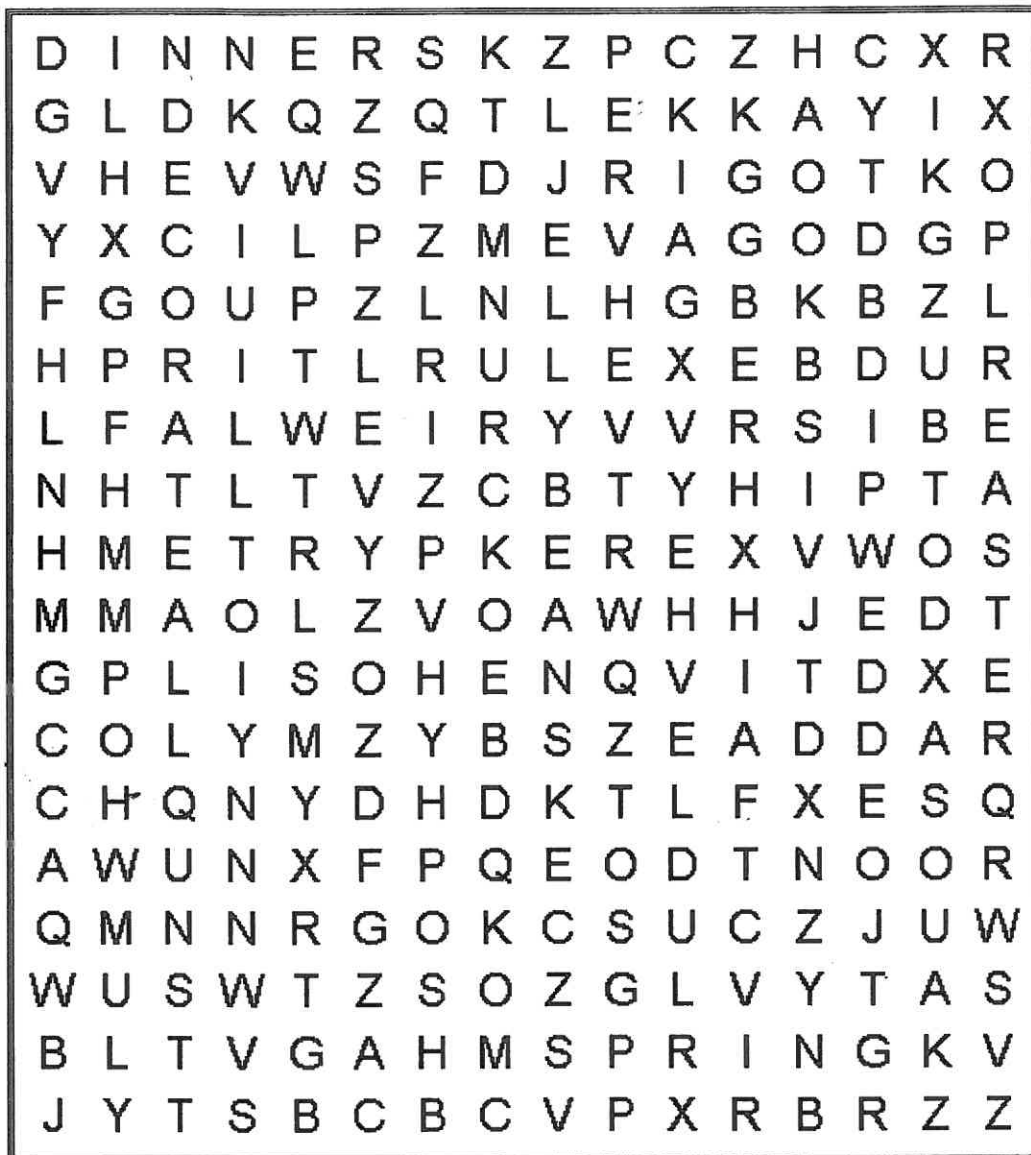 D I N N E R S K Z P C Z H C X R
G L D K Q Z Q T L E K K A Y I X
V H E V W S F D J R I G O T K O
Y X C I L P Z M E V A G O D G P
F G O U P Z L N L H G B K B Z L
H P R I T L R U L E X E B D U R
L F A L W E I R Y V V R S I B E
N H T L T V Z C B T Y H I P T A
H M E T R Y P K E R E X V W O S
M M A O L Z V O A W H H J E D T
G P L I S O H E N Q V I T D X E
C O L Y M Z Y B S Z E A D D A R
C H Q N Y D H D K T L F X E S Q
A W U N X F P Q E O D T N O O R
Q M N N R G O K C S U C Z J U W
W U S W T Z S O Z G L V Y T A S
B L T V G A H M S P R I N G K V
J Y T S B C B C V P X R B R Z Z